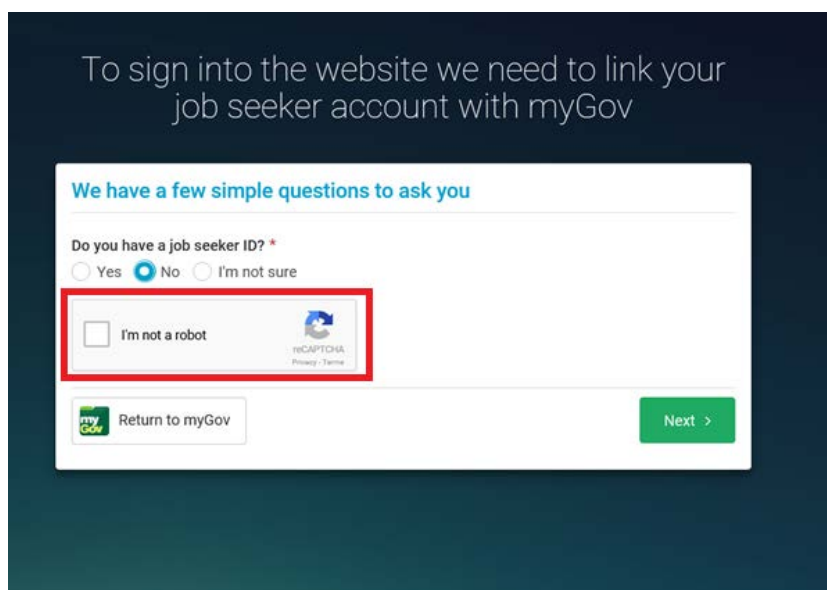 To sign into the website we need to link your
job seeker account with myGov
We have a few simple questions to ask you
Do you have a job seeker ID? *
Yes No I'm not sure
I'm not a robot
reCAPTCHA
Privacy - Terms
my
Gov
Return to myGov
Next >